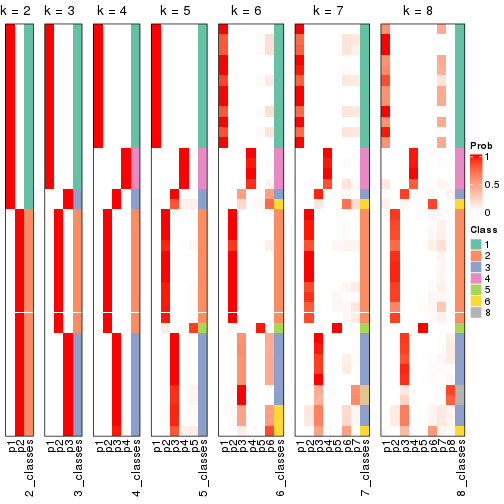 k = 2
k = 3
k = 4
k = 5
k = 6
k = 7
k = 8
Prob
1
0.5
0
Class
1
2
3
4
5
6
8
p1
p2
2_classes
p1
p2
p3
3_classes
p1
p2
p3
p4
4_classes
p1
p2
p3
p4
p5
5_classes
p1
p2
p3
p4
p5
p6
6_classes
p1
p2
p3
p4
p5
p6
p7
7_classes
p1
p2
p3
p4
p5
p6
p7
p8
8_classes